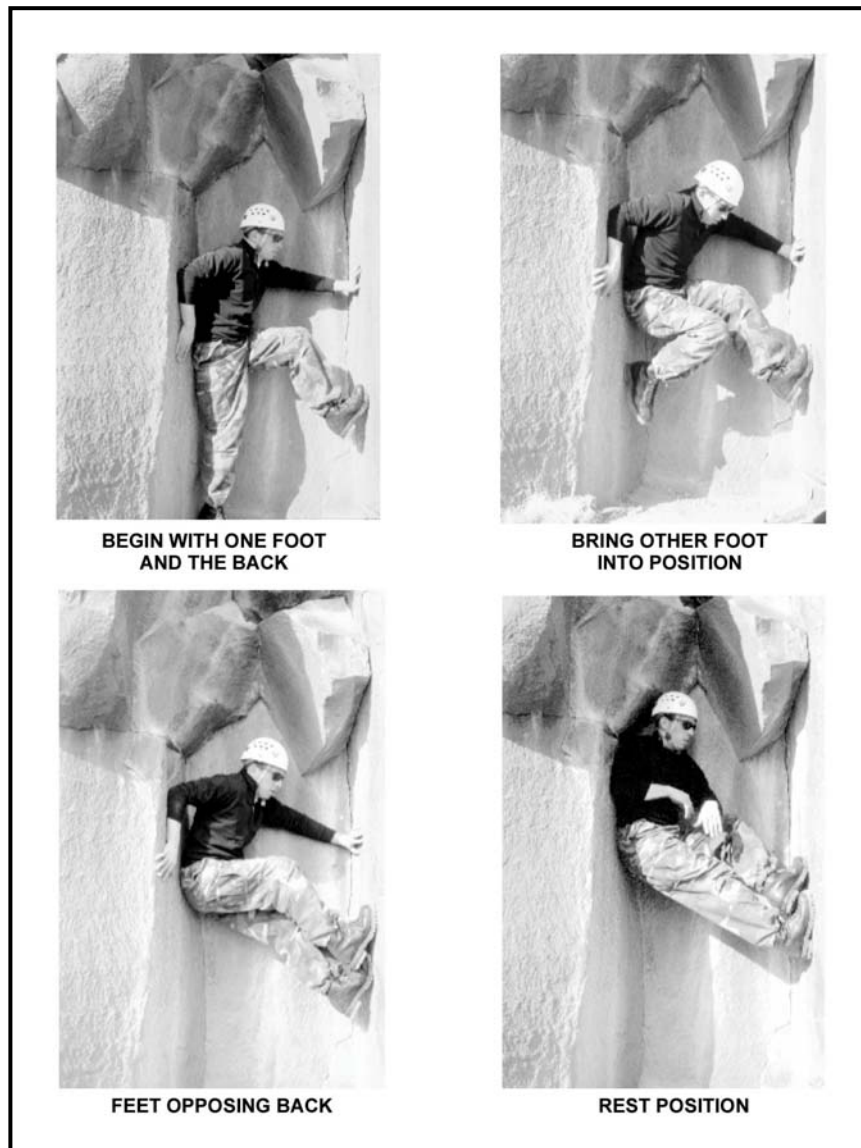 BEGIN WITH ONE FOOT
AND THE BACK
BRING OTHER FOOT
INTO POSITION
FEET OPPOSING BACK
REST POSITION